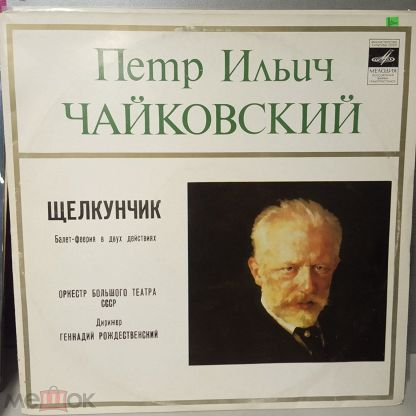 Петр Ильич
ЧАЙКОВСКИЙ
МЕЛОДИЯ
ЩЕЛКУНЧИК
Балет-феерия в двух действиях
ОРКЕСТР БОЛЬШОГО ТЕАТРА
СССР
Дирижер
ГЕННАДИЙ РОЖДЕСТВЕНСКИЙ
мешок